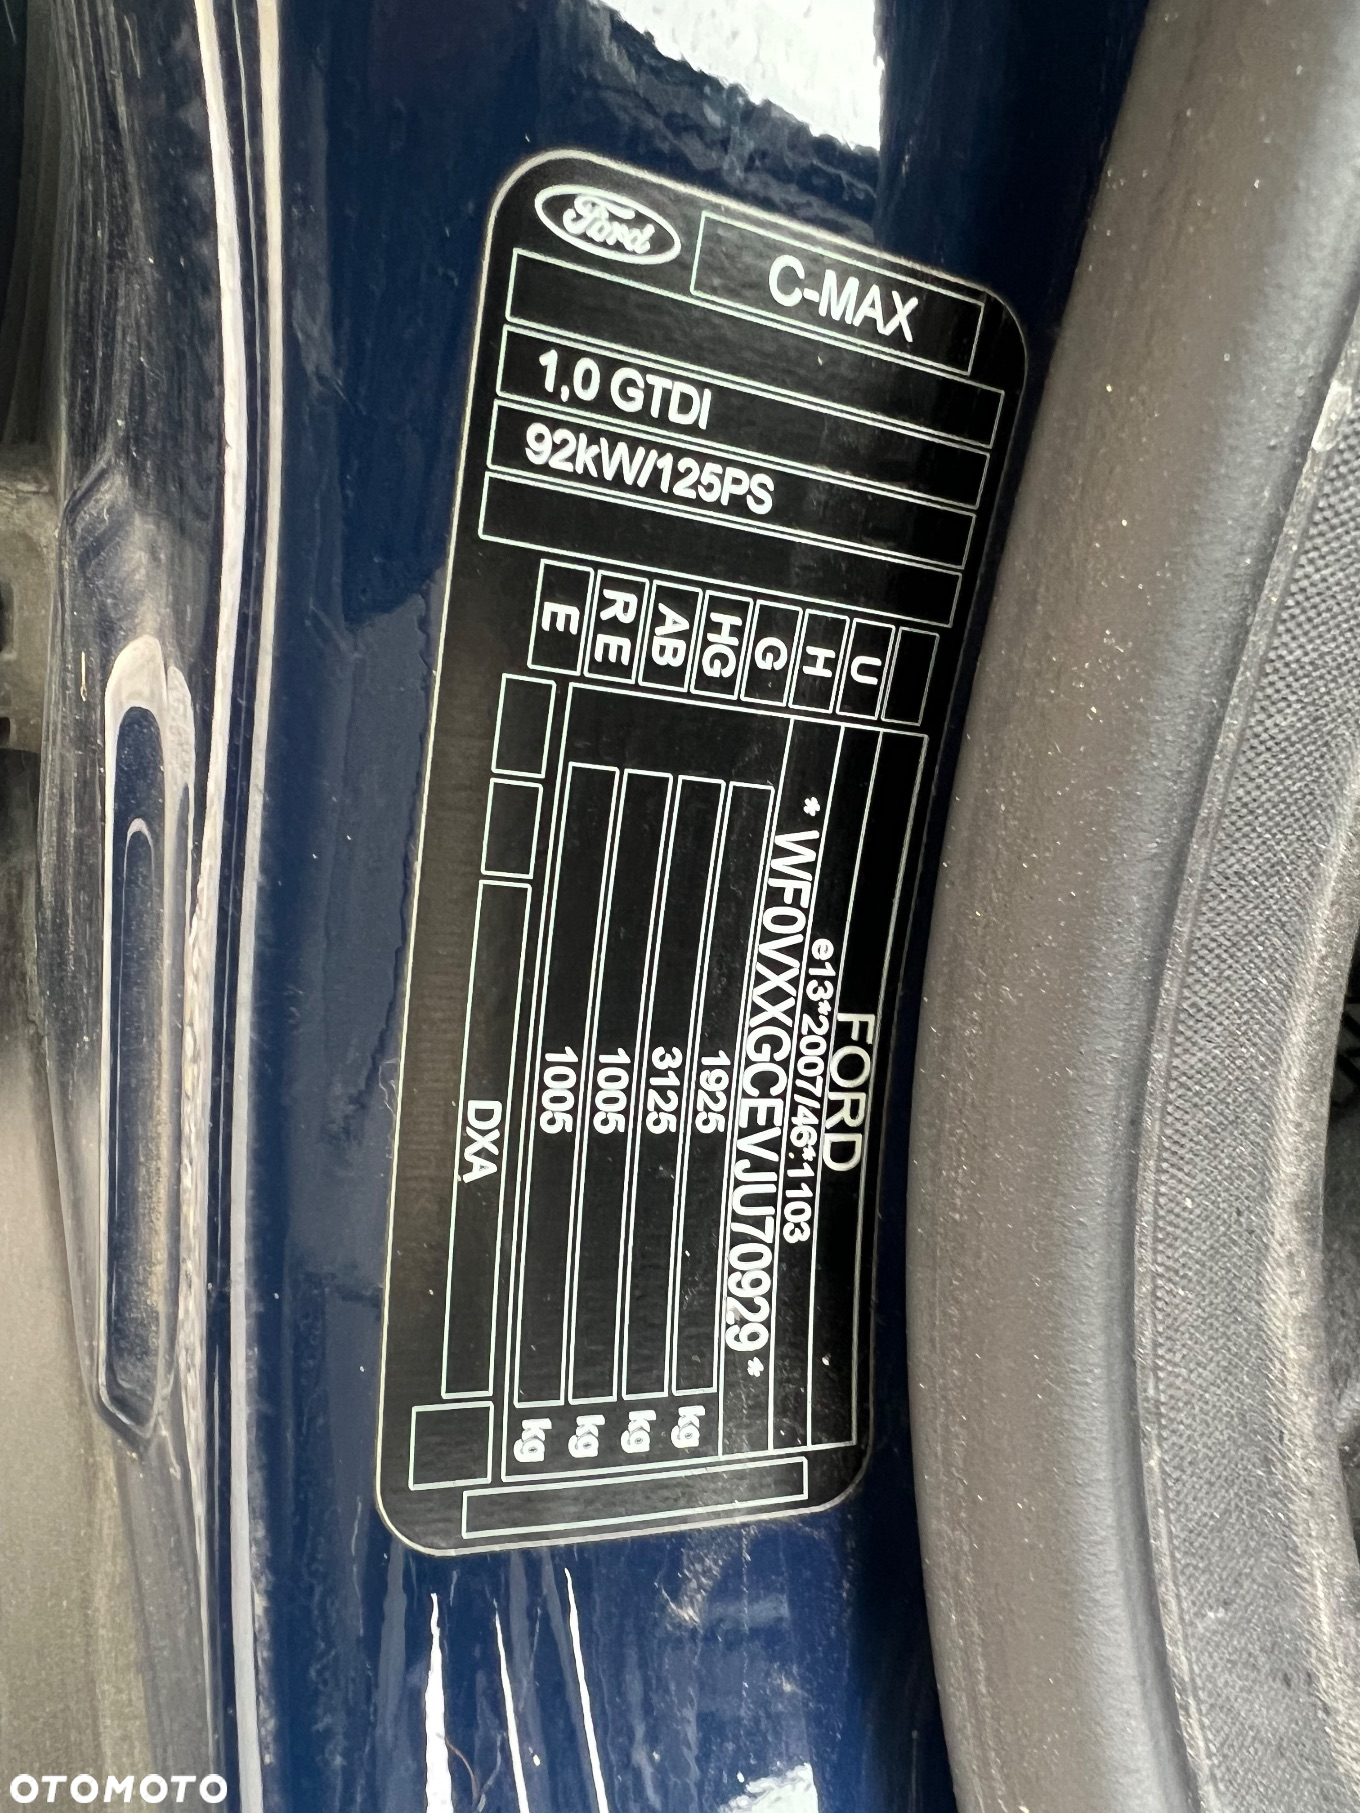 Ford
C-MAX
1,0 GTDI
92kW/125PS
U
H
G
HG
AB
RE
E
FORD
e13*2007/46*1103
* WF0VXXGCEVJU70929 *
1925 kg
3125 kg
1005 kg
1005 kg
DXA
OTOMOTO